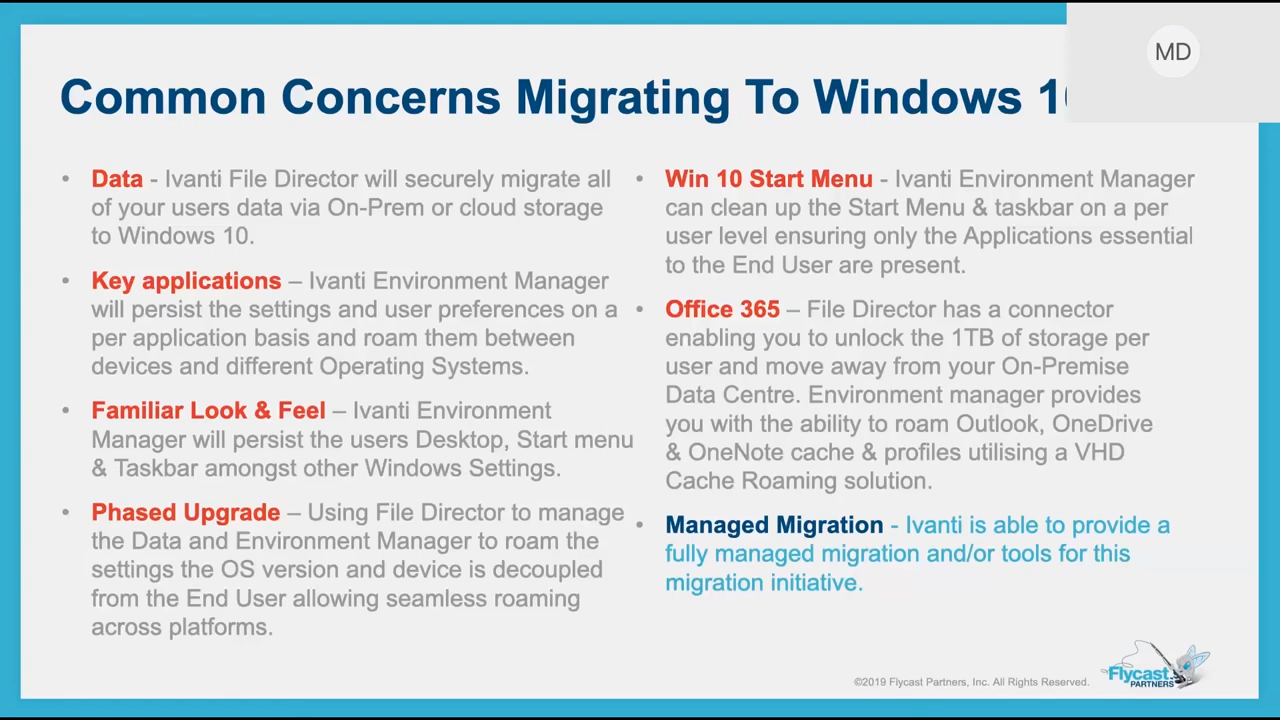 MD
Common Concerns Migrating To Windows 10
• Data - Ivanti File Director will securely migrate all
of your users data via On-Prem or cloud storage
to Windows 10.
• Key applications – Ivanti Environment Manager
will persist the settings and user preferences on a
per application basis and roam them between
devices and different Operating Systems.
• Familiar Look & Feel – Ivanti Environment
Manager will persist the users Desktop, Start menu
& Taskbar amongst other Windows Settings.
• Phased Upgrade – Using File Director to manage
the Data and Environment Manager to roam the
settings the OS version and device is decoupled
from the End User allowing seamless roaming
across platforms.
• Win 10 Start Menu - Ivanti Environment Manager
can clean up the Start Menu & taskbar on a per
user level ensuring only the Applications essential
to the End User are present.
• Office 365 – File Director has a connector
enabling you to unlock the 1TB of storage per
user and move away from your On-Premise
Data Centre. Environment manager provides
you with the ability to roam Outlook, OneDrive
& OneNote cache & profiles utilising a VHD
Cache Roaming solution.
• Managed Migration - Ivanti is able to provide a
fully managed migration and/or tools for this
migration initiative.
©2019 Flycast Partners, Inc. All Rights Reserved.
Flycast
PARTNERS